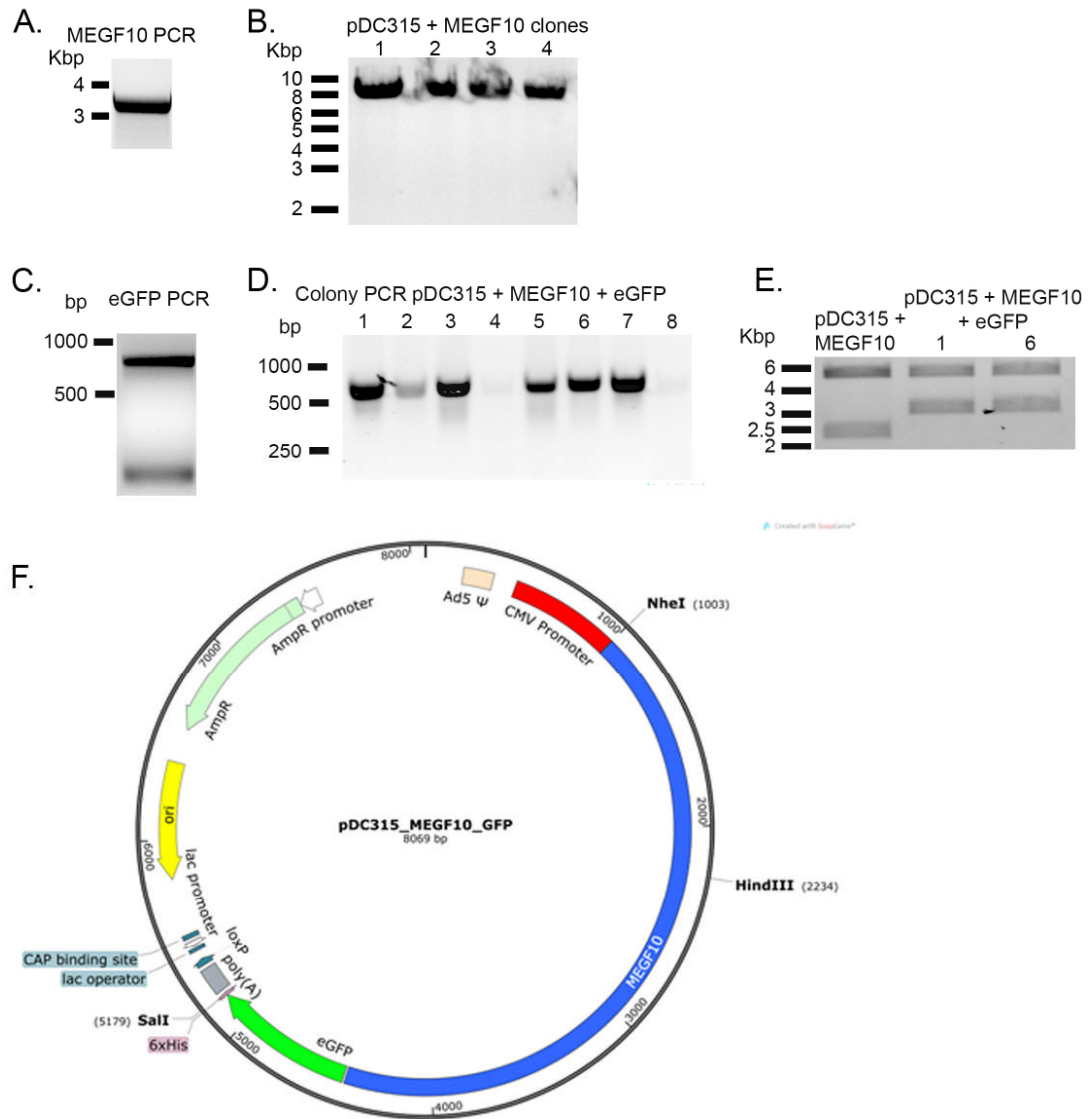 A.
MEGF10 PCR
Kbp
4
3
B.
pDC315 + MEGF10 clones
Kbp
1 2 3 4
10
8
6
5
4
3
2
C.
bp
eGFP PCR
1000
500
D.
Colony PCR pDC315 + MEGF10 + eGFP
bp
1 2 3 4 5 6 7 8
1000
500
250
E.
pDC315 + MEGF10
+ eGFP
pDC315 +
MEGF10
1 6
Kbp
6
4
3
2.5
2
Created with SnapGene®
F.
8000
Ad5 Ψ
CMV Promoter
1000
NheI (1003)
AmpR promoter
7000
AmpR
2000
pDC315_MEGF10_GFP
8069 bp
ori
6000
HindIII (2234)
lac promoter
loxP
poly(A)
CAP binding site
lac operator
MEGF10
3000
(5179) SalI
6xHis
5000
eGFP
4000